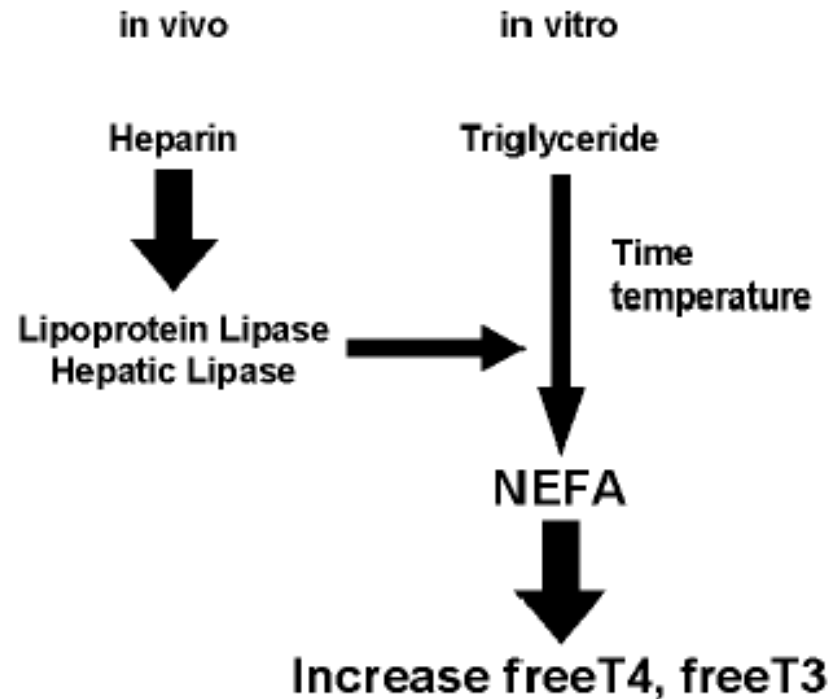 in vivo
in vitro
Heparin
Triglyceride
Time
temperature
Lipoprotein Lipase
Hepatic Lipase
NEFA
Increase freeT4, freeT3